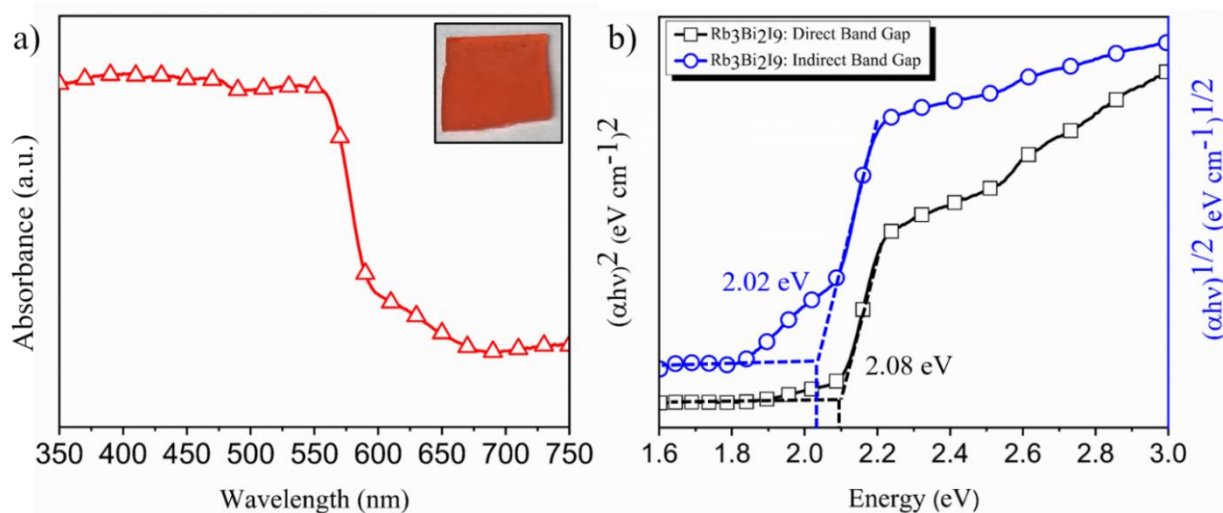 a)
Absorbance (a.u.)
350 400 450 500 550 600 650 700 750
Wavelength (nm)
b)
Rb3Bi2I9: Direct Band Gap
Rb3Bi2I9: Indirect Band Gap
(αhν)2 (eV cm-1)2
2.02 eV
2.08 eV
(αhν)1/2 (eV cm-1)1/2
1.6 1.8 2.0 2.2 2.4 2.6 2.8 3.0
Energy (eV)